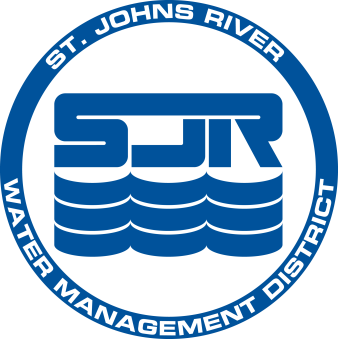 ST. JOHNS RIVER
SJR
WATER MANAGEMENT DISTRICT